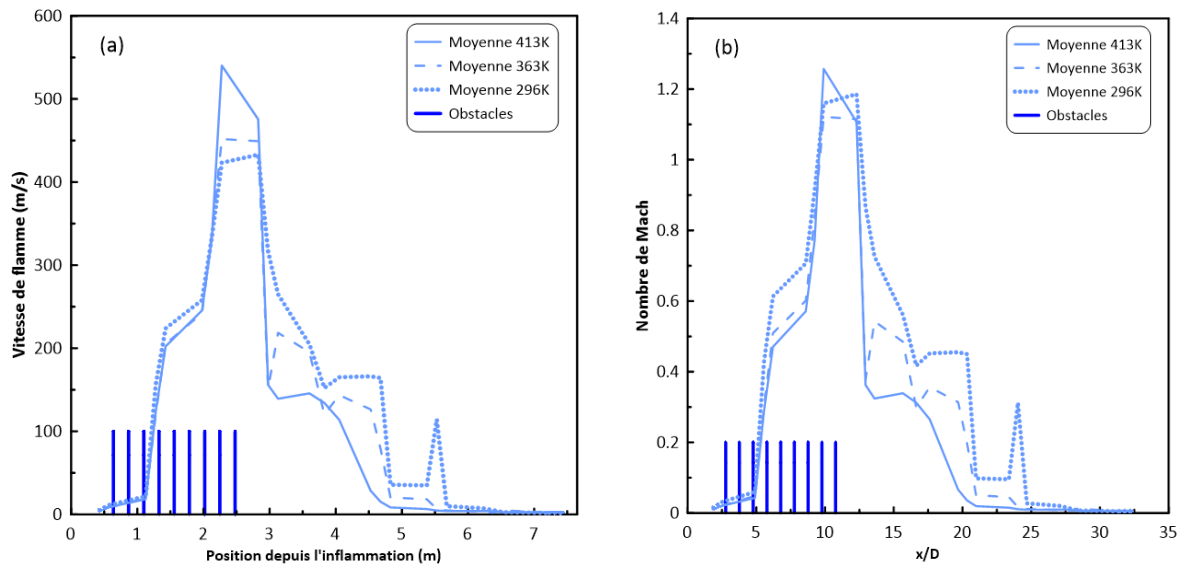 (a)
Moyenne 413K
Moyenne 363K
Moyenne 296K
Obstacles
Vitesse de flamme (m/s)
600
500
400
300
200
100
0
0 1 2 3 4 5 6 7
Position depuis l'inflammation (m)
(b)
Moyenne 413K
Moyenne 363K
Moyenne 296K
Obstacles
Nombre de Mach
1.4
1.2
1
0.8
0.6
0.4
0.2
0
0 5 10 15 20 25 30 35
x/D